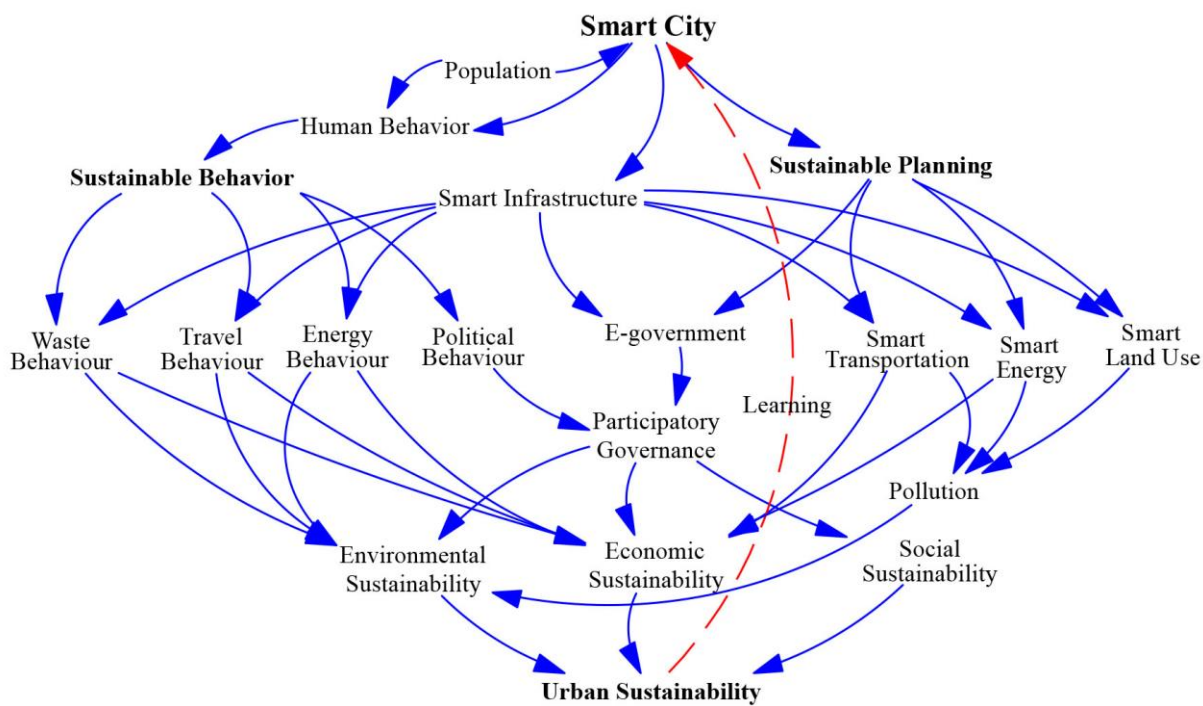 Smart City
Population
Human Behavior
Sustainable Behavior
Sustainable Planning
Smart Infrastructure
Waste
Behaviour
Travel
Behaviour
Energy
Behaviour
Political
Behaviour
E-government
Smart
Transportation
Smart
Energy
Smart
Land Use
Participatory
Governance
Learning
Pollution
Environmental
Sustainability
Economic
Sustainability
Social
Sustainability
Urban Sustainability